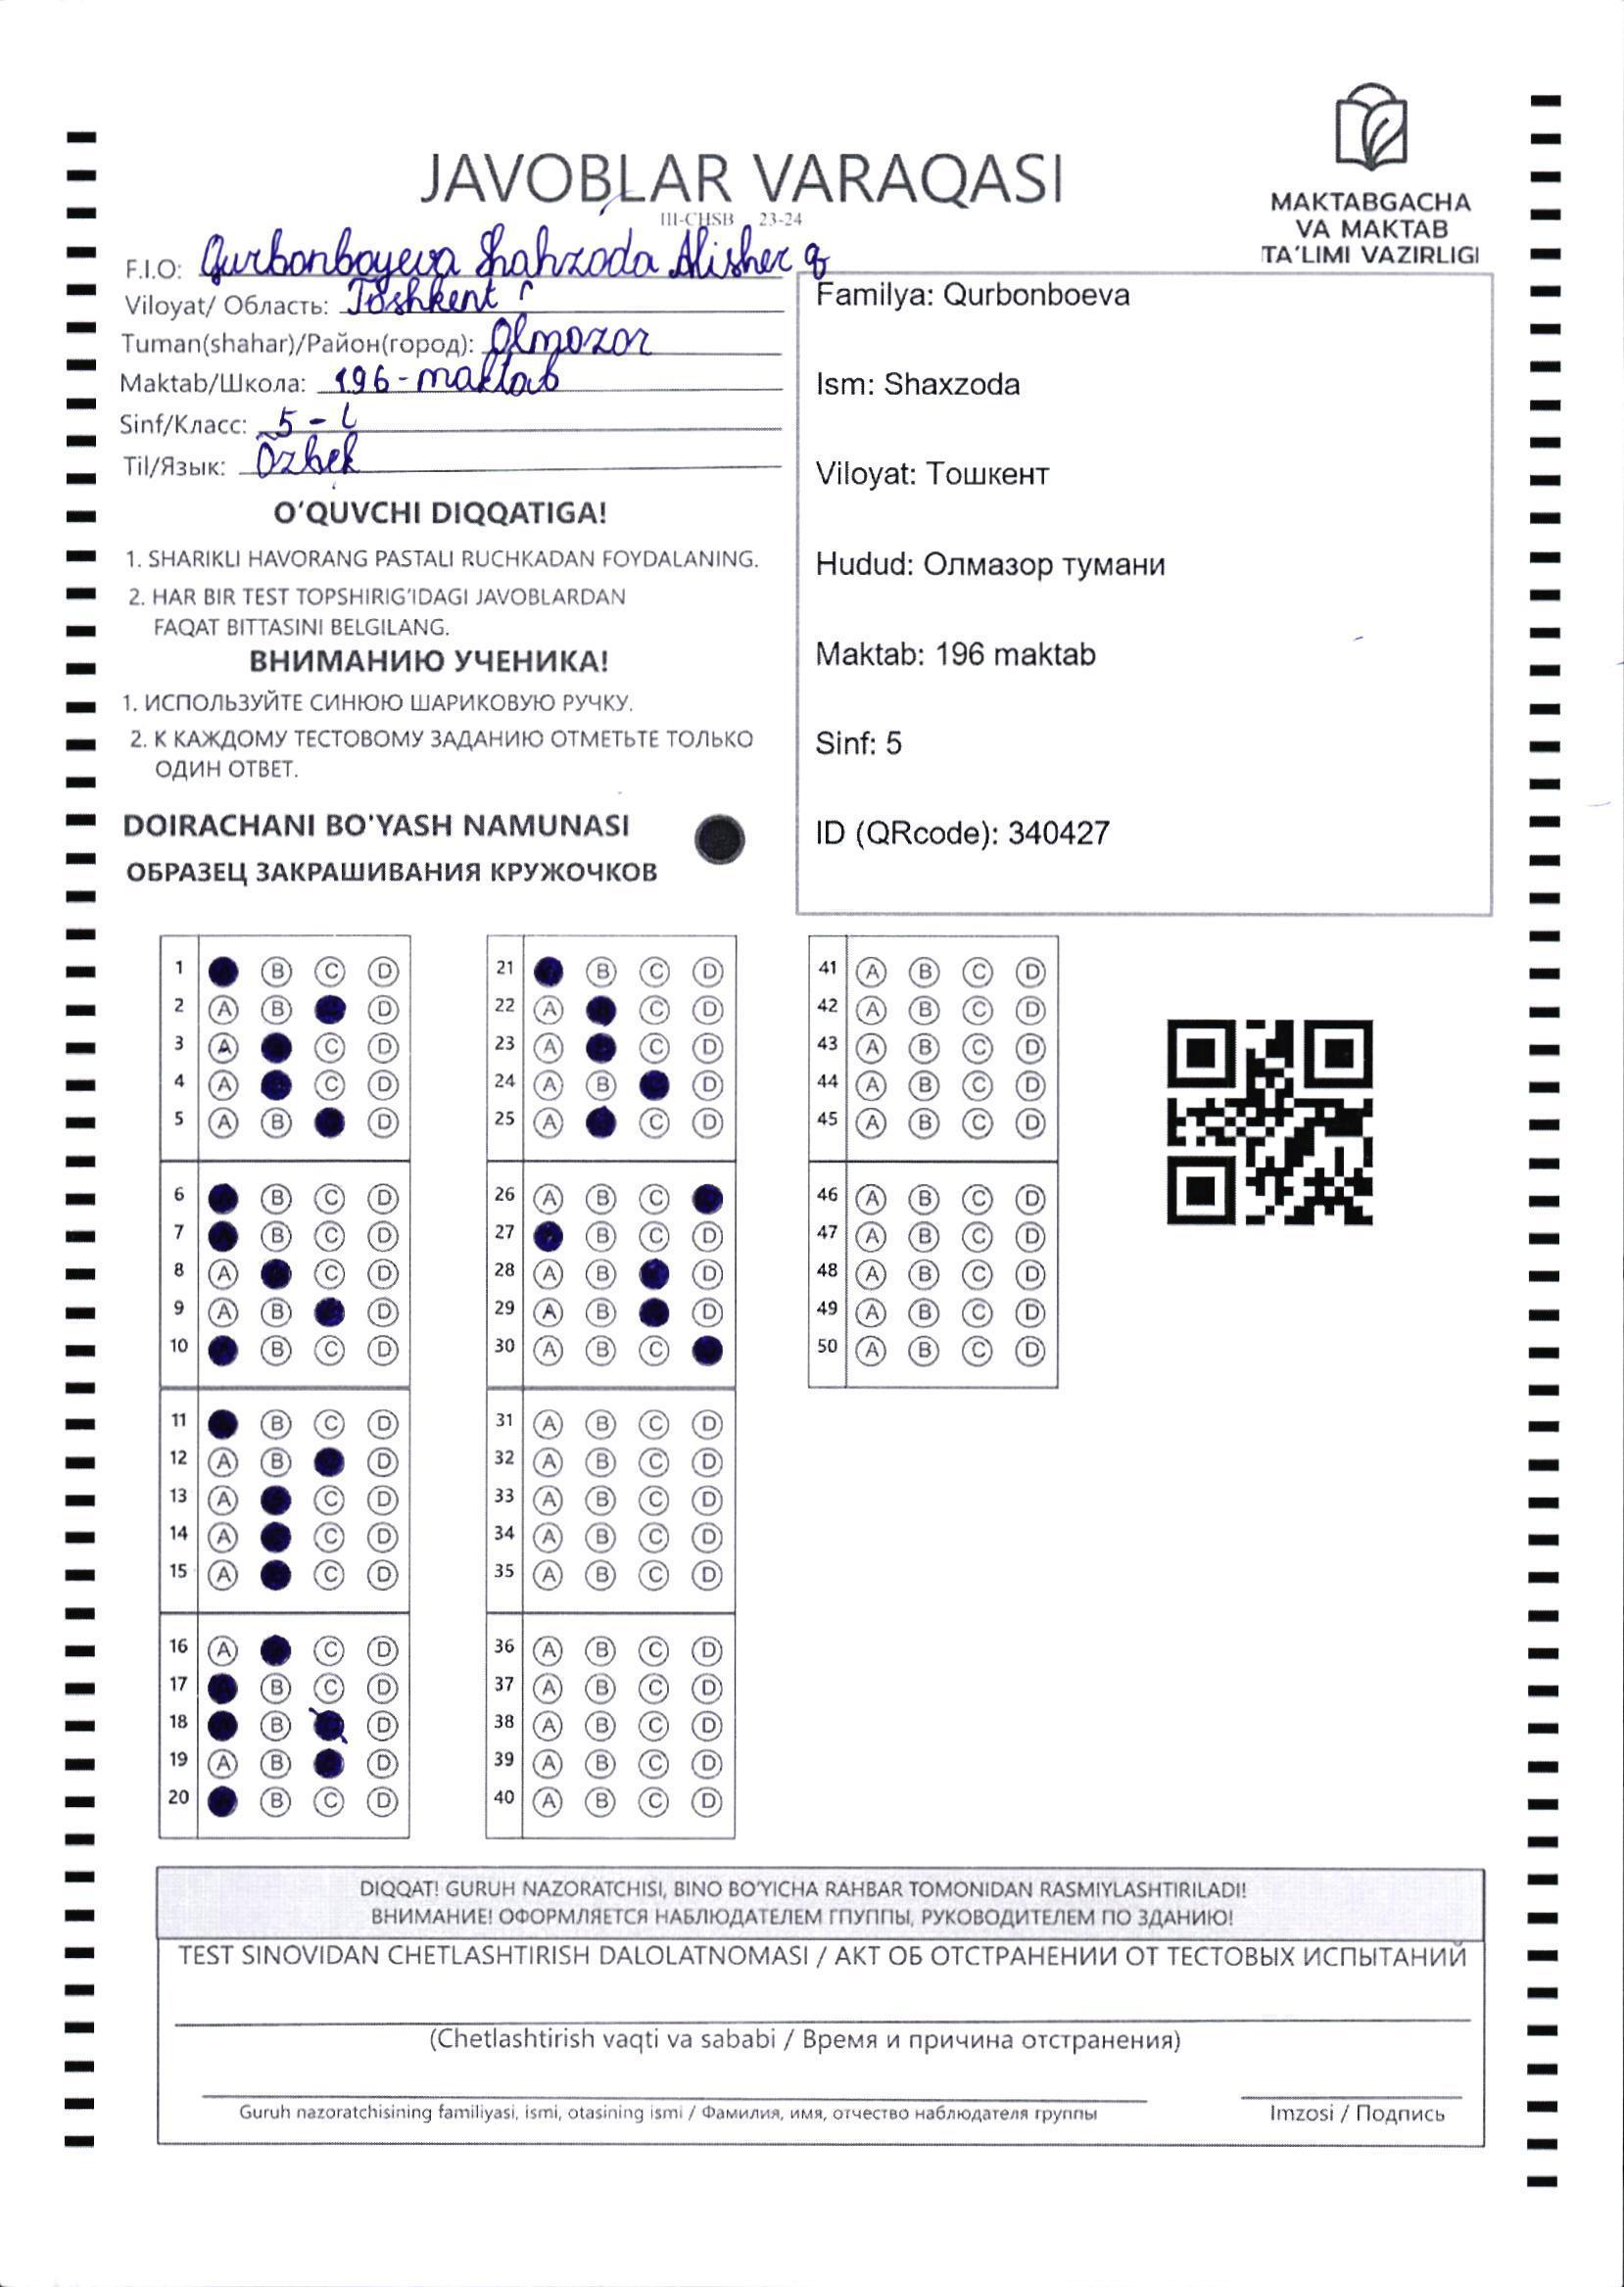 JAVOBLAR VARAQASI
III-CHSB 23-24
MAKTABGACHA
VA MAKTAB
TA'LIMI VAZIRLIGI
F.I.O: Qurbonboyeva Shahzoda Alisher q
Viloyat/ Область: Toshkent
Tuman(shahar)/Район(город): Olmozor
Maktab/Школа: 196-maktab
Sinf/Класс: 5 -
Til/Язык: Özbek
O'QUVCHI DIQQATIGA!
1. SHARIKLI HAVORANG PASTALI RUCHKADAN FOYDALANING.
2. HAR BIR TEST TOPSHIRIG'IDAGI JAVOBLARDAN
FAQAT BITTASINI BELGILANG.
ВНИМАНИЮ УЧЕНИКА!
1. ИСПОЛЬЗУЙТЕ СИНЮЮ ШАРИКОВУЮ РУЧКУ.
2. К КАЖДОМУ ТЕСТОВОМУ ЗАДАНИЮ ОТМЕТЬТЕ ТОЛЬКО
ОДИН ОТВЕТ.
DOIRACHANI BO'YASH NAMUNASI
ОБРАЗЕЦ ЗАКРАШИВАНИЯ КРУЖОЧКОВ
Familya: Qurbonboeva
Ism: Shaxzoda
Viloyat: Тошкент
Hudud: Олмазор тумани
Maktab: 196 maktab
Sinf: 5
ID (QRcode): 340427
1 B C D
2 A B D
3 A C D
4 A C D
5 A B D
6 B C D
7 B C D
8 A C D
9 A B D
10 B C D
11 B C D
12 A B D
13 A C D
14 A C D
15 A C D
16 A C D
17 B C D
18 B D
19 A B D
20 B C D
21 B C D
22 A C D
23 A C D
24 A B D
25 A C D
26 A B C
27 B C D
28 A B D
29 A B D
30 A B C
31 A B C D
32 A B C D
33 A B C D
34 A B C D
35 A B C D
36 A B C D
37 A B C D
38 A B C D
39 A B C D
40 A B C D
41 A B C D
42 A B C D
43 A B C D
44 A B C D
45 A B C D
46 A B C D
47 A B C D
48 A B C D
49 A B C D
50 A B C D
DIQQAT! GURUH NAZORATCHISI, BINO BO'YICHA RAHBAR TOMONIDAN RASMIYLASHTIRILADI!
ВНИМАНИЕ! ОФОРМЛЯЕТСЯ НАБЛЮДАТЕЛЕМ ГПУППЫ, РУКОВОДИТЕЛЕМ ПО ЗДАНИЮ!
TEST SINOVIDAN CHETLASHTIRISH DALOLATNOMASI / АКТ ОБ ОТСТРАНЕНИИ ОТ ТЕСТОВЫХ ИСПЫТАНИЙ
(Chetlashtirish vaqti va sababi / Время и причина отстранения)
Guruh nazoratchisining familiyasi, ismi, otasining ismi / Фамилия, имя, отчество наблюдателя группы
Imzosi / Подпись